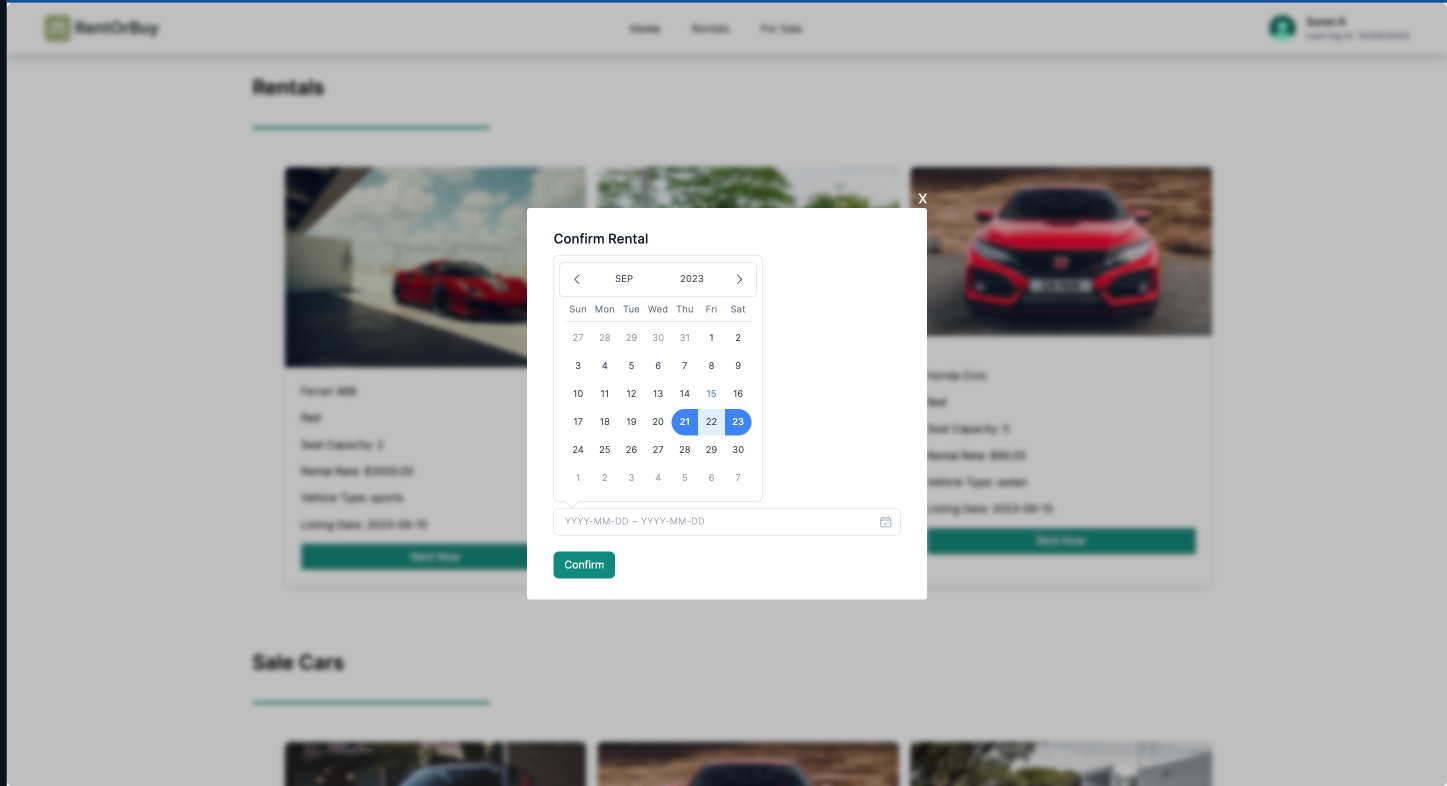 RentOrBuy
Home Rentals For Sale
Suren K
Rentals
X
Confirm Rental
SEP 2023
Sun Mon Tue Wed Thu Fri Sat
27 28 29 30 31 1 2
3 4 5 6 7 8 9
10 11 12 13 14 15 16
17 18 19 20 21 22 23
24 25 26 27 28 29 30
1 2 3 4 5 6 7
YYYY-MM-DD ~ YYYY-MM-DD
Confirm
Ferrari 488
Red
Seat Capacity: 2
Rental Rate: $3000.00
Vehicle Type: sports
Listing Date: 2023-09-15
Rent Now
Honda Civic
Red
Seat Capacity: 5
Rental Rate: $90.00
Vehicle Type: sedan
Listing Date: 2023-09-15
Rent Now
Sale Cars